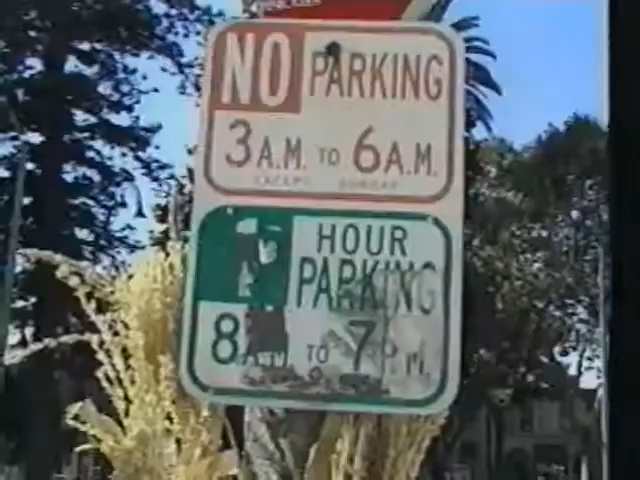 NO PARKING
3 A.M. TO 6 A.M.
EXCEPT SUNDAY
HOUR
PARKING
8 TO 7 P.M.